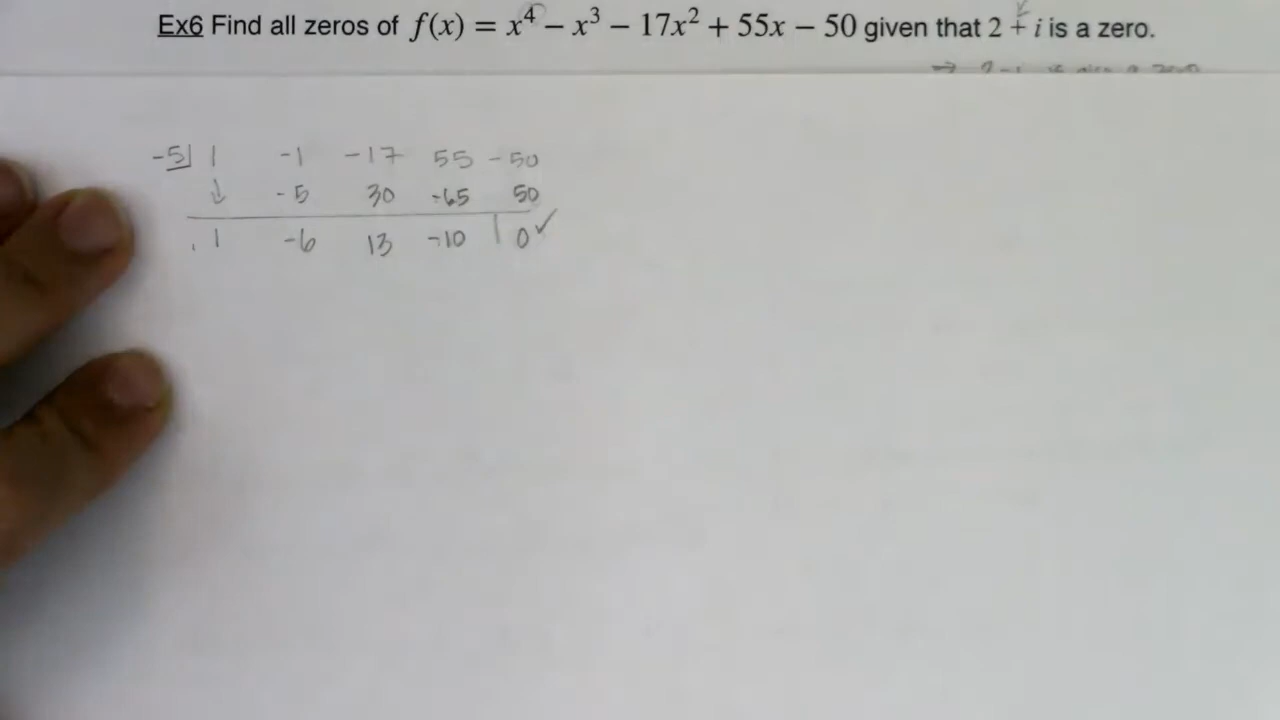 Ex6 Find all zeros of f(x) = x⁴ − x³ − 17x² + 55x − 50 given that 2 + i is a zero.
-5| 1 -1 -17 55 -50
↓ -5 30 -65 50
1 -6 13 -10 | 0 ✓